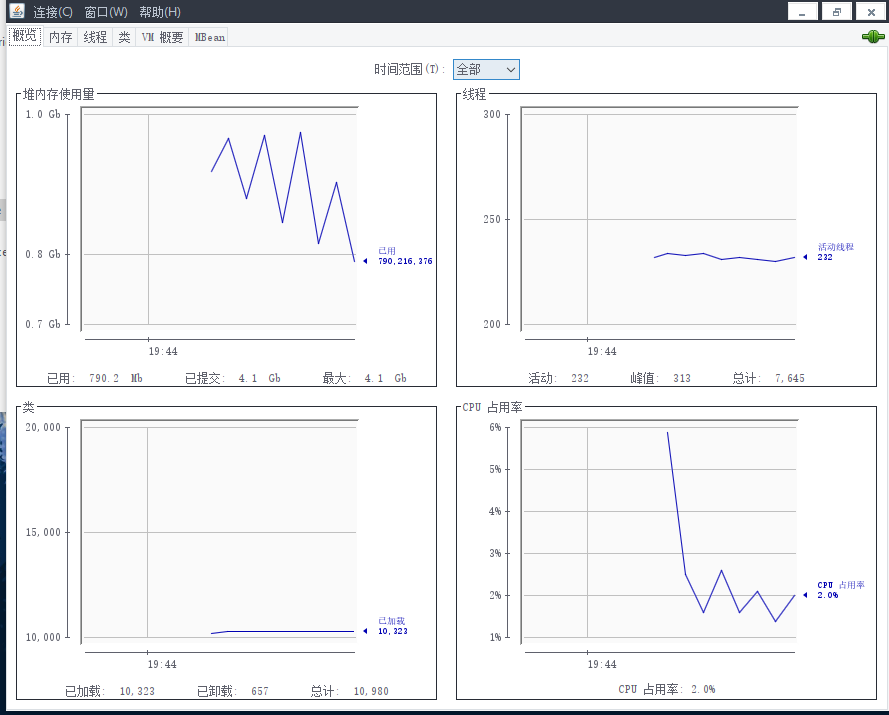 连接(C) 窗口(W) 帮助(H)
概览 内存 线程 类 VM 概要 MBean
时间范围(T): 全部
堆内存使用量
1.0 Gb
0.8 Gb
0.7 Gb
已用
790,216,376
19:44
已用: 790.2 Mb 已提交: 4.1 Gb 最大: 4.1 Gb
线程
300
250
200
活动线程
232
19:44
活动: 232 峰值: 313 总计: 7,645
类
20,000
15,000
10,000
已加载
10,323
19:44
已加载: 10,323 已卸载: 657 总计: 10,980
CPU 占用率
6%
5%
4%
3%
2%
1%
CPU 占用率
2.0%
19:44
CPU 占用率: 2.0%